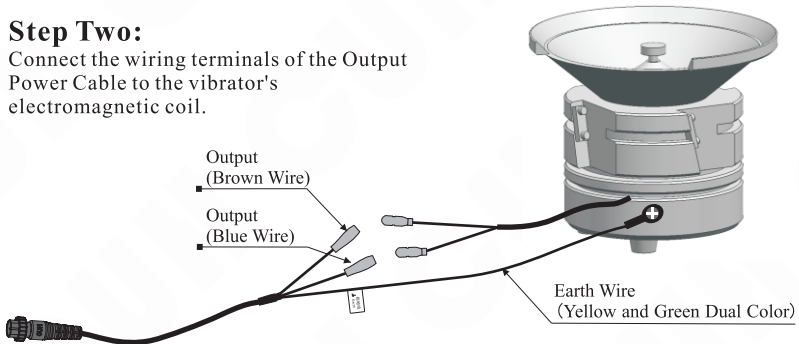 Step Two:
Connect the wiring terminals of the Output
Power Cable to the vibrator's
electromagnetic coil.
Output
(Brown Wire)
Output
(Blue Wire)
Earth Wire
(Yellow and Green Dual Color)